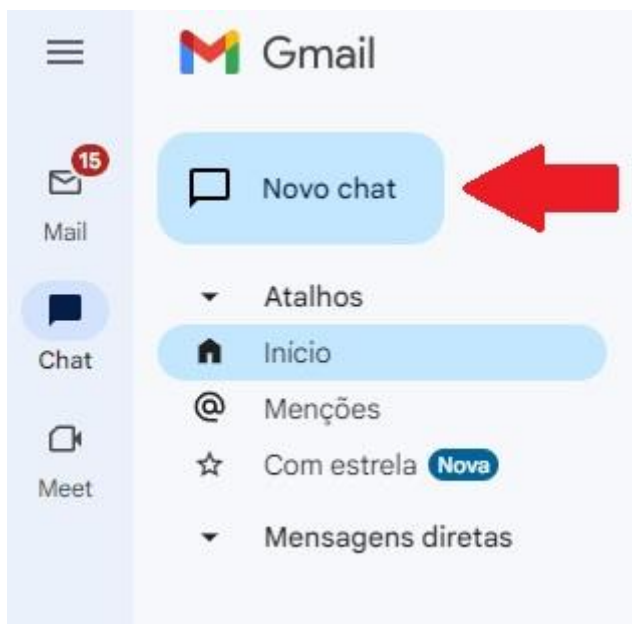 Gmail
15
Mail
Novo chat
Atalhos
Chat
Início
Menções
Com estrela Nova
Meet
Mensagens diretas